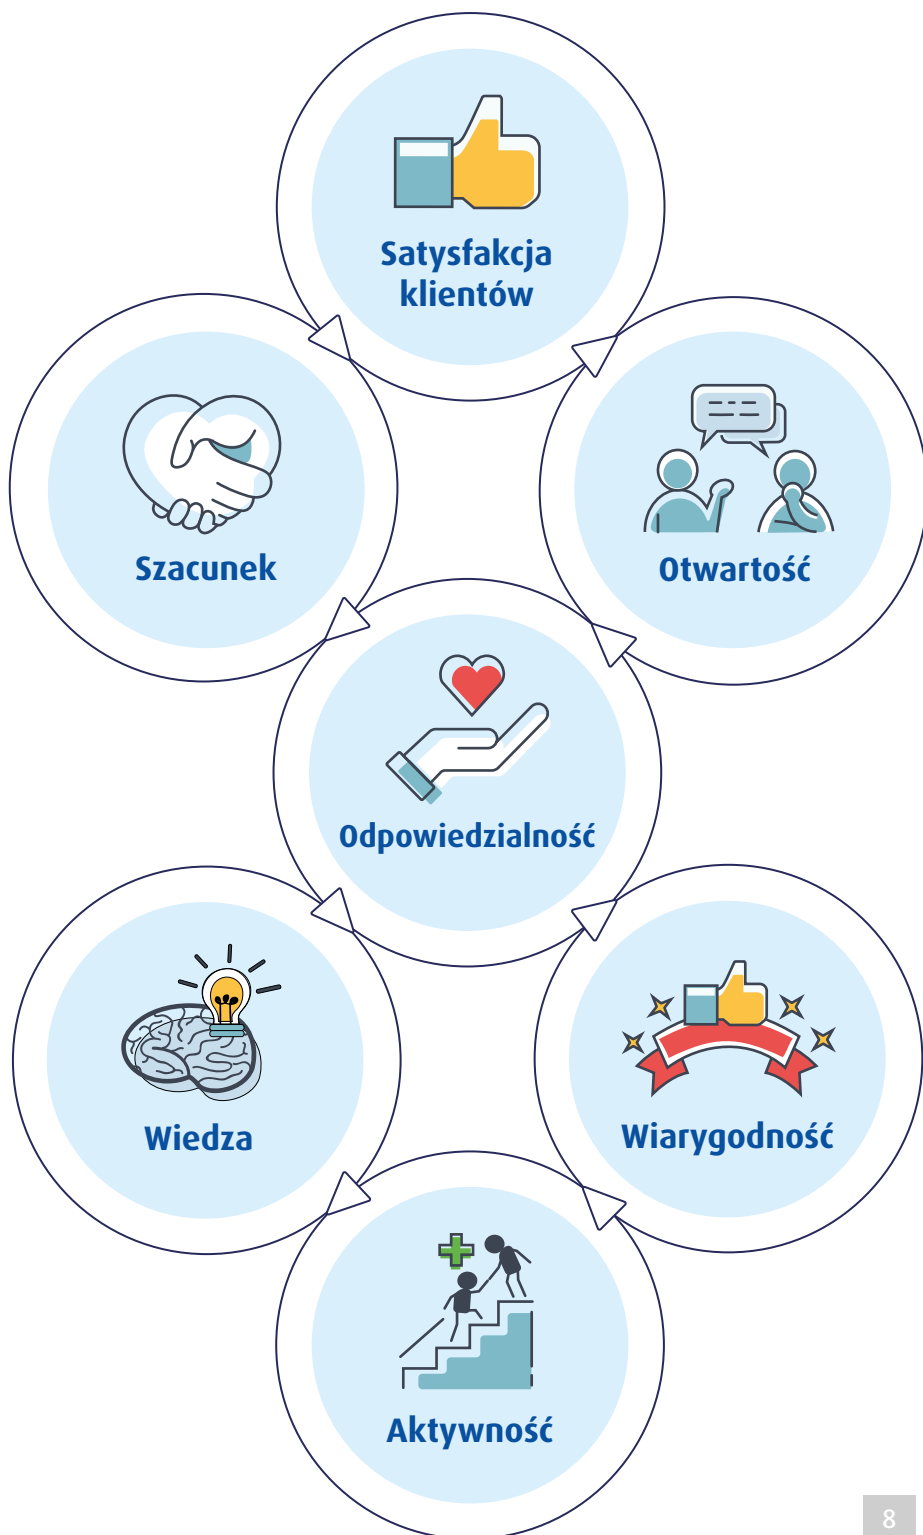 Satysfakcja
klientów
Szacunek
Otwartość
Odpowiedzialność
Wiedza
Wiarygodność
Aktywność
8